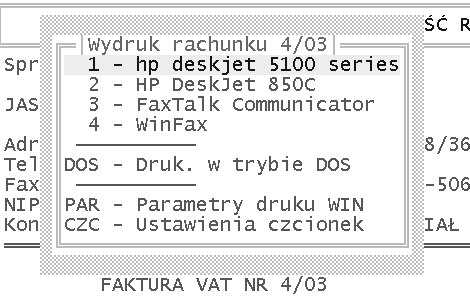 ŚĆ R
Wydruk rachunku 4/03
Spr
1 - hp deskjet 5100 series
2 - HP DeskJet 850C
JAS
3 - FaxTalk Communicator
4 - WinFax
Adr
8/36
Tel
DOS - Druk. w trybie DOS
Fax
-506
NIP
PAR - Parametry druku WIN
Kon
CZC - Ustawienia czcionek
IAŁ
FAKTURA VAT NR 4/03